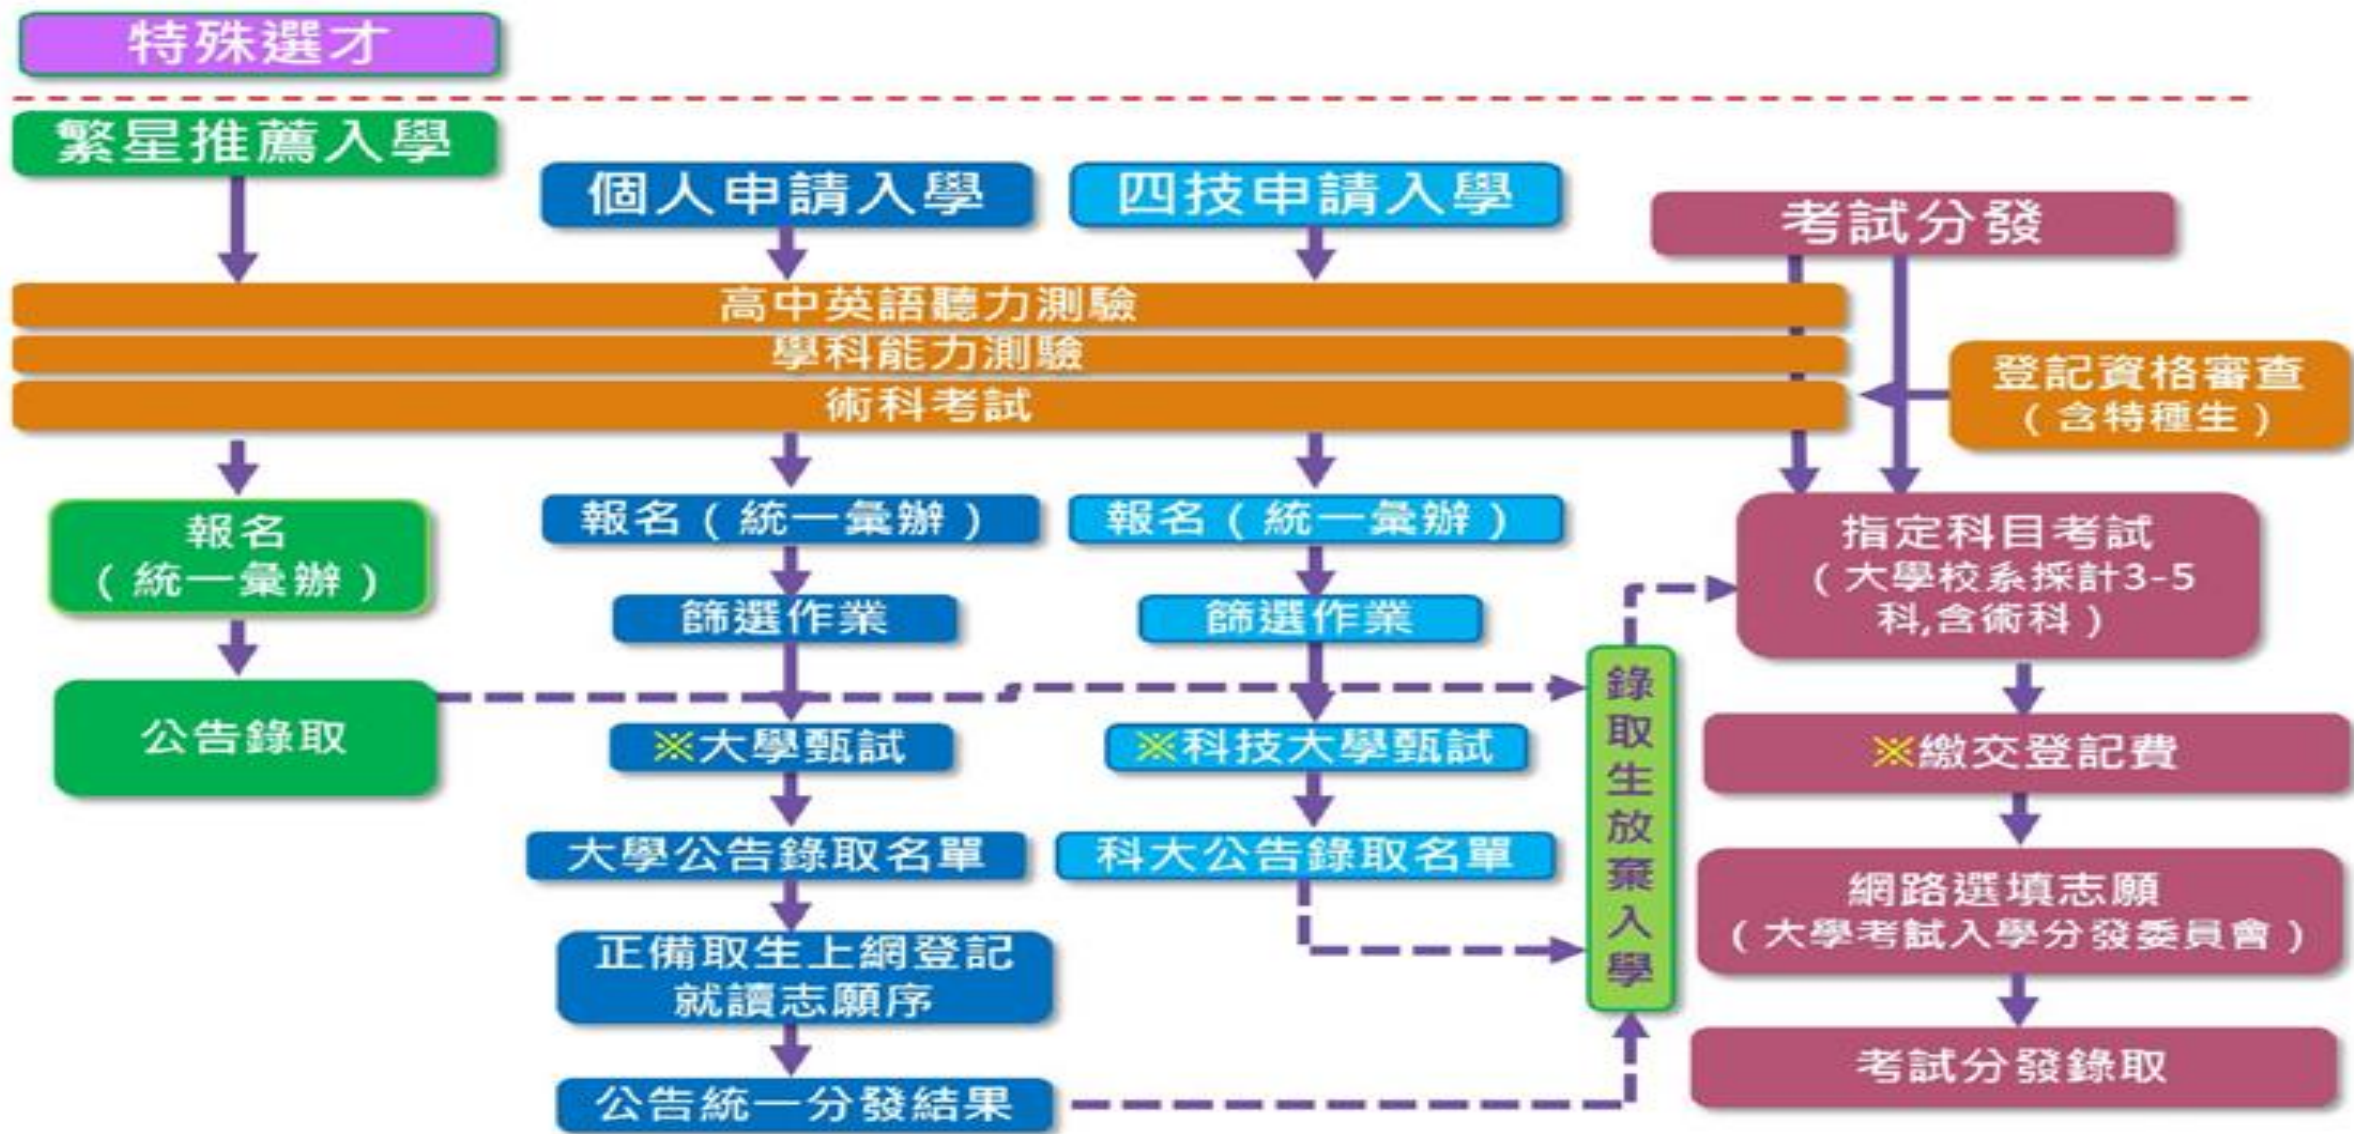 特殊選才
繁星推薦入學
個人申請入學
四技申請入學
考試分發
高中英語聽力測驗
學科能力測驗
術科考試
登記資格審查
（含特種生）
報名
（統一彙辦）
公告錄取
報名（統一彙辦）
篩選作業
※大學甄試
大學公告錄取名單
正備取生上網登記
就讀志願序
公告統一分發結果
報名（統一彙辦）
篩選作業
※科技大學甄試
科大公告錄取名單
錄取生放棄入學
指定科目考試
（大學校系採計3-5
科,含術科）
※繳交登記費
網路選填志願
（大學考試入學分發委員會）
考試分發錄取